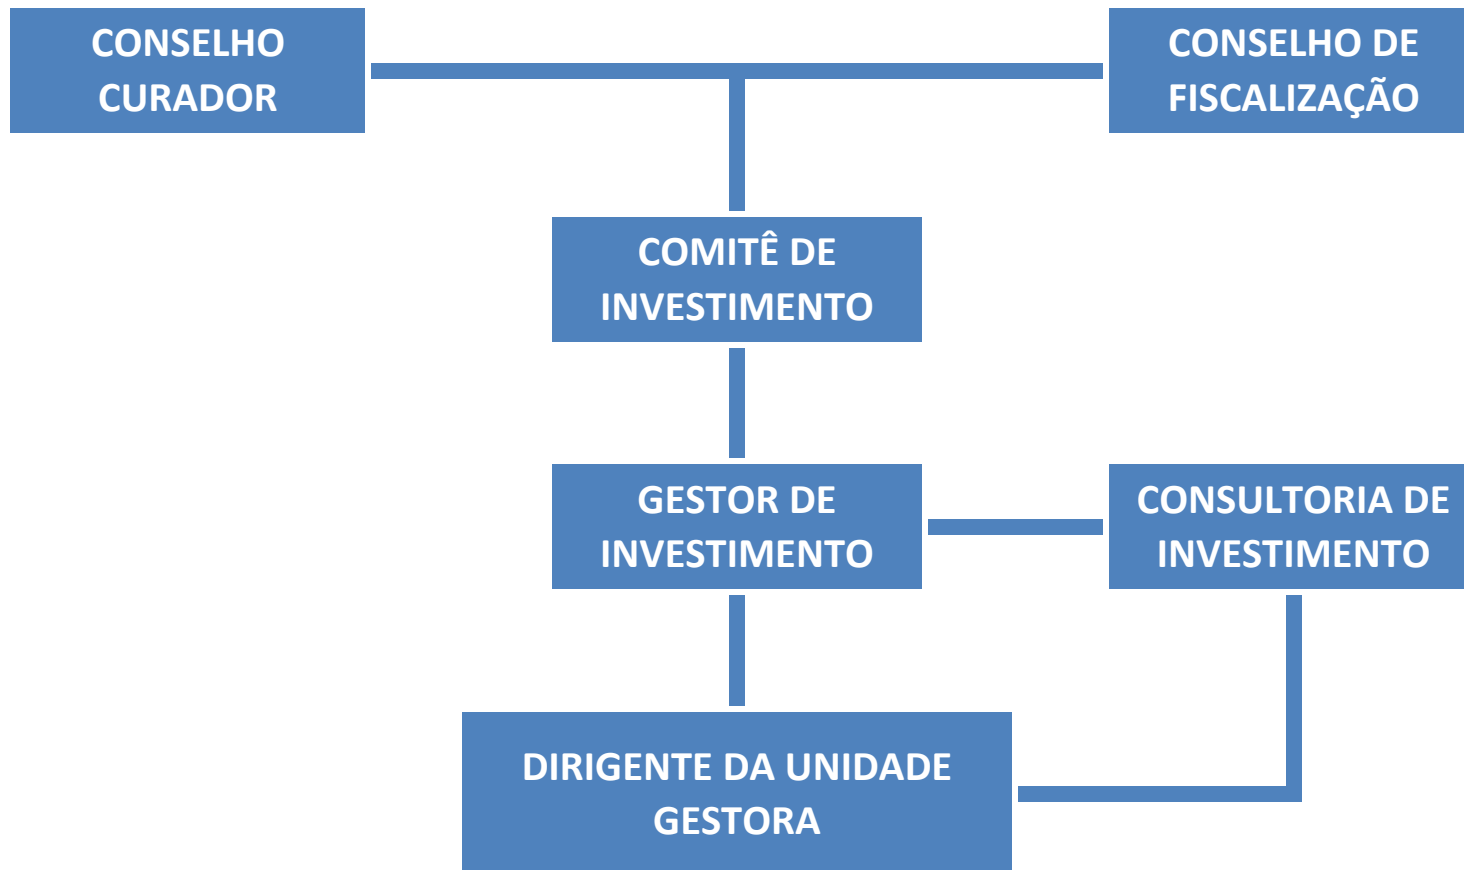 CONSELHO
CURADOR
CONSELHO DE
FISCALIZAÇÃO
COMITÊ DE
INVESTIMENTO
GESTOR DE
INVESTIMENTO
CONSULTORIA DE
INVESTIMENTO
DIRIGENTE DA UNIDADE
GESTORA